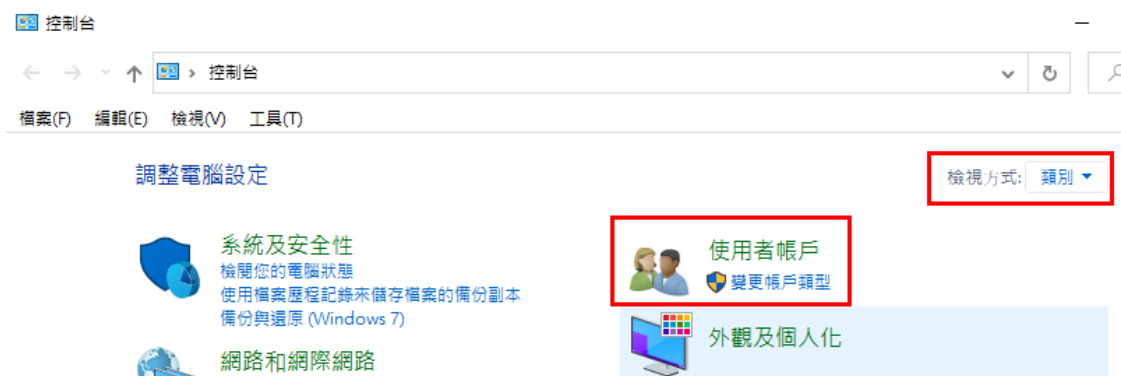 控制台
控制台
檔案(F) 編輯(E) 檢視(V) 工具(T)
調整電腦設定
檢視方式: 類別
系統及安全性
檢閱您的電腦狀態
使用檔案歷程記錄來儲存檔案的備份副本
備份與還原 (Windows 7)
使用者帳戶
變更帳戶類型
外觀及個人化
網路和網際網路